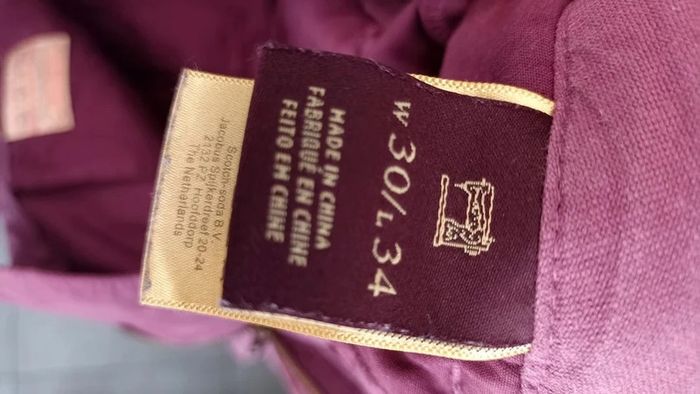 W 30/L 34
MADE IN CHINA
FABRIQUÉ EN CHINE
FEITO EM CHINE
Scotch-soda B.V.
Jacobus Spijkerdreef 20-24
2132 PZ Hoofddorp
The Netherlands